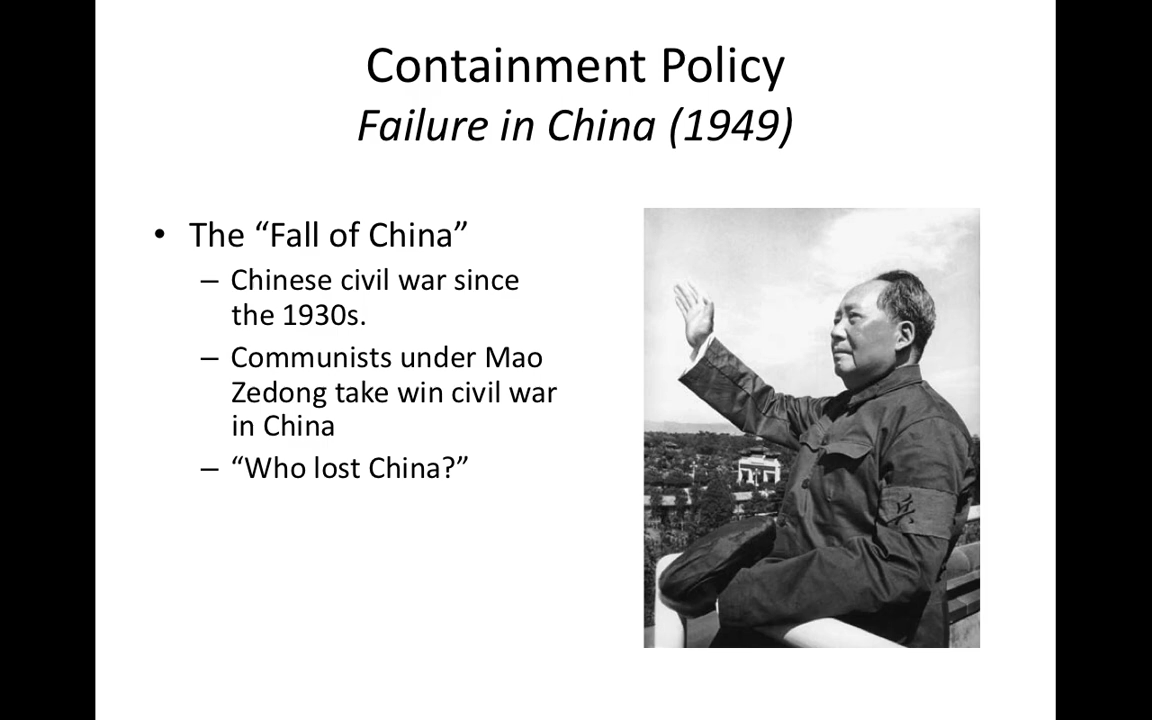 Containment Policy
Failure in China (1949)
• The “Fall of China”
– Chinese civil war since
the 1930s.
– Communists under Mao
Zedong take win civil war
in China
– “Who lost China?”
兵